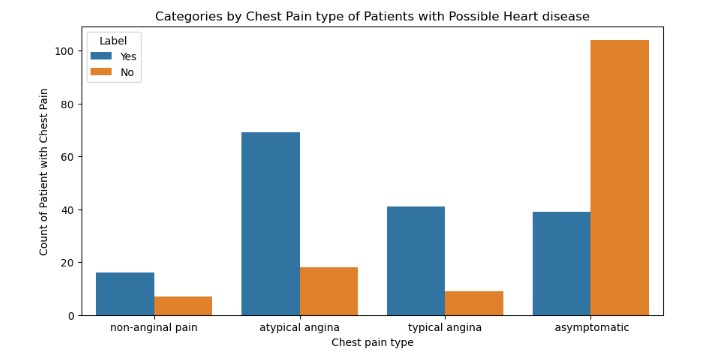 Categories by Chest Pain type of Patients with Possible Heart disease
Label
Yes
No
Count of Patient with Chest Pain
100
80
60
40
20
0
non-anginal pain atypical angina typical angina asymptomatic
Chest pain type